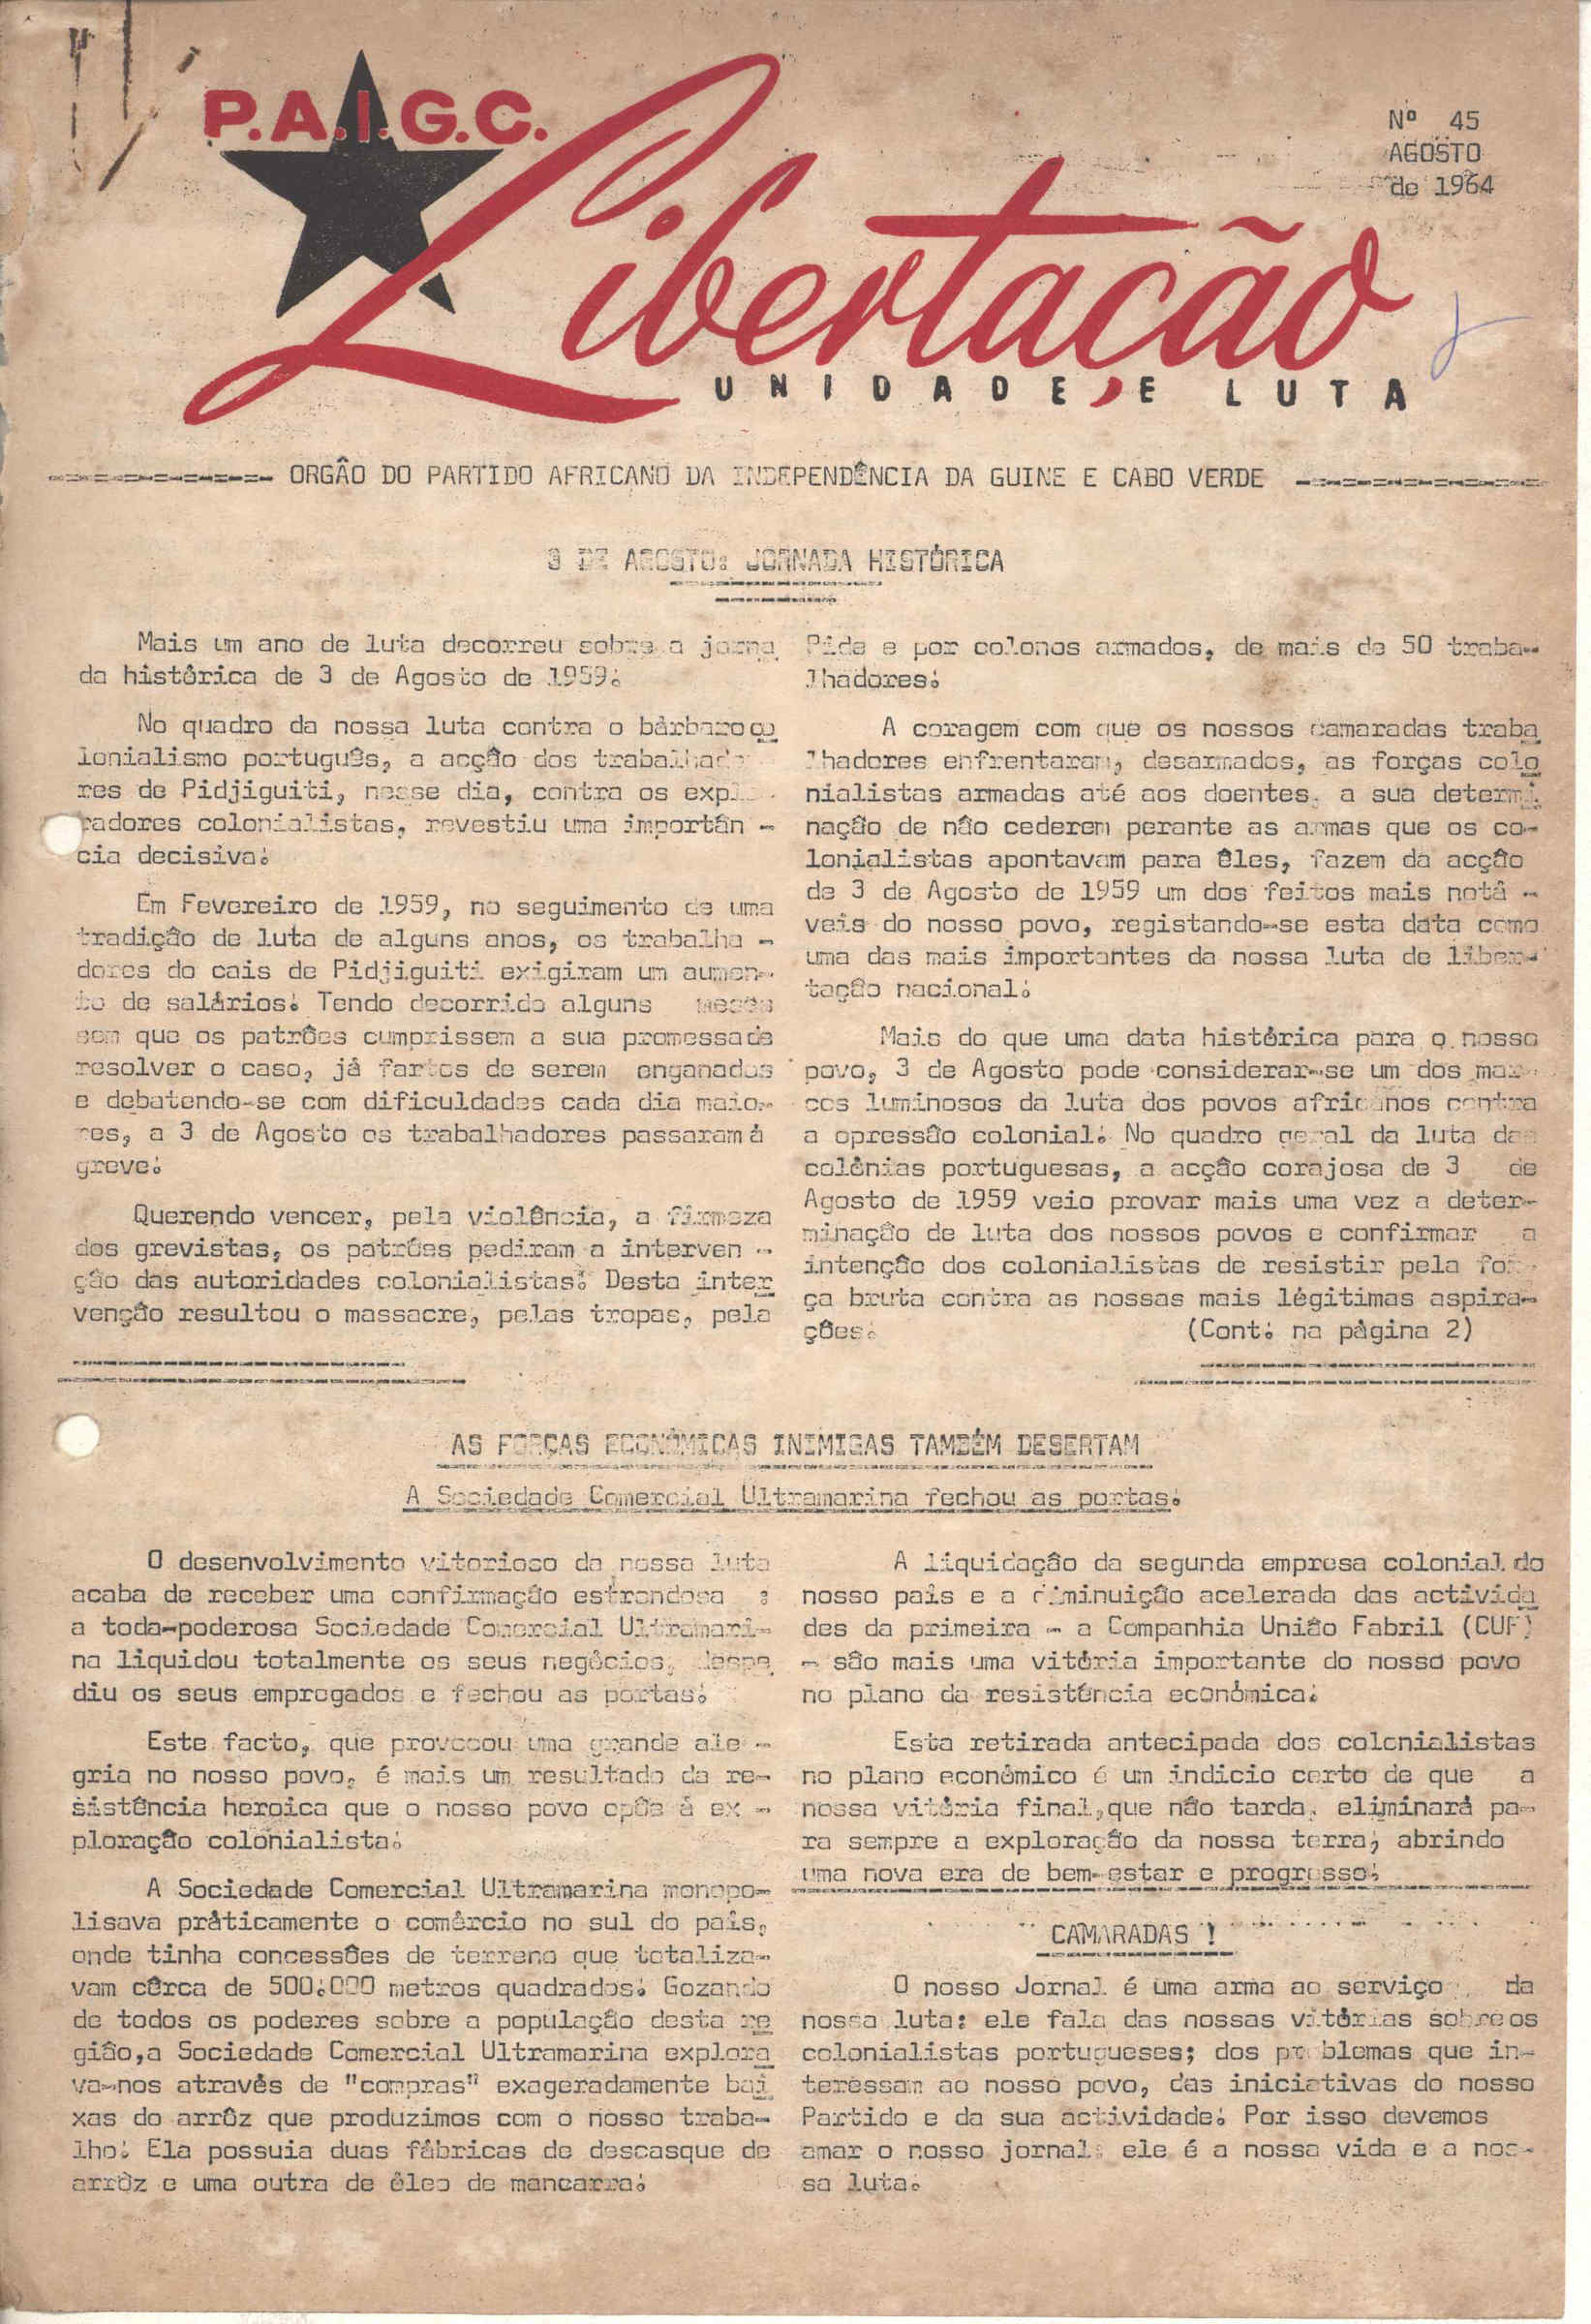 P.A.I.G.C.
Libertação
UNIDADE E LUTA
Nº 45
AGOSTO
de 1964
ORGÃO DO PARTIDO AFRICANO DA INDEPENDÊNCIA DA GUINE E CABO VERDE
3 DE AGOSTO: JORNADA HISTÓRICA
Mais um ano de luta decorreu sobre a jorna
da histórica de 3 de Agosto de 1959.
No quadro da nossa luta contra o bárbaro co
lonialismo português, a acção dos trabalhado
res de Pidjiguiti, nesse dia, contra os explo
radores colonialistas, revestiu uma importân -
cia decisiva.
Em Fevereiro de 1959, no seguimento de uma
tradição de luta de alguns anos, os trabalha -
dores do cais de Pidjiguiti exigiram um aumen-
to de salários. Tendo decorrido alguns meses
sem que os patrões cumprissem a sua promessa de
resolver o caso, já fartos de serem enganados
e debatendo-se com dificuldades cada dia maio-
res, a 3 de Agosto os trabalhadores passaram à
greve.
Querendo vencer, pela violência, a firmeza
dos grevistas, os patrões pediram a interven -
ção das autoridades colonialistas. Desta inter
venção resultou o massacre, pelas tropas, pela
Pide e por colonos armados, de mais de 50 traba-
lhadores.
A coragem com que os nossos camaradas traba
lhadores enfrentaram, desarmados, as forças colo
nialistas armadas até aos doentes, a sua determi
nação de não cederem perante as armas que os co-
lonialistas apontavam para êles, fazem da acção
de 3 de Agosto de 1959 um dos feitos mais notá -
veis do nosso povo, registando-se esta data como
uma das mais importantes da nossa luta de liber-
tação nacional.
Mais do que uma data histórica para o nosso
povo, 3 de Agosto pode considerar-se um dos mar-
cos luminosos da luta dos povos africanos contra
a opressão colonial. No quadro geral da luta das
colónias portuguesas, a acção corajosa de 3 de
Agosto de 1959 veio provar mais uma vez a deter-
minação de luta dos nossos povos e confirmar a
intenção dos colonialistas de resistir pela for-
ça bruta contra as nossas mais légitimas aspira-
ções.
(Cont. na página 2)
AS FORÇAS ECONÓMICAS INIMIGAS TAMBÉM DESERTAM
A Sociedade Comercial Ultramarina fechou as portas.
O desenvolvimento vitorioso da nossa luta
acaba de receber uma confirmação estrondosa :
a toda-poderosa Sociedade Comercial Ultramari-
na liquidou totalmente os seus negócios, despe
diu os seus empregados e fechou as portas.
Este facto, que provocou uma grande ale -
gria no nosso povo, é mais um resultado da re-
sistência heroica que o nosso povo opõe à ex -
ploração colonialista.
A Sociedade Comercial Ultramarina monopo-
lisava práticamente o comércio no sul do país,
onde tinha concessões de terreno que totaliza-
vam cêrca de 500.000 metros quadrados. Gozando
de todos os poderes sobre a população desta re
gião,a Sociedade Comercial Ultramarina explora
va-nos através de "compras" exageradamente bai
xas do arrôz que produzimos com o nosso traba-
lho. Ela possuia duas fábricas de descasque de
arrôz e uma outra de óleo de mancarra.
A liquidação da segunda empresa colonial do
nosso país e a diminuição acelerada das activida
des da primeira - a Companhia União Fabril (CUF)
- são mais uma vitória importante do nosso povo
no plano da resistência económica.
Esta retirada antecipada dos colonialistas
no plano económico é um indicio certo de que a
nossa vitória final,que não tarda, eliminará pa-
ra sempre a exploração da nossa terra, abrindo
uma nova era de bem-estar e progresso.
CAMARADAS !
O nosso Jornal é uma arma ao serviço da
nossa luta: ele fala das nossas vitórias sobre os
colonialistas portugueses; dos problemas que in-
teressam ao nosso povo, das iniciativas do nosso
Partido e da sua actividade. Por isso devemos
amar o nosso jornal: ele é a nossa vida e a nos-
sa luta.